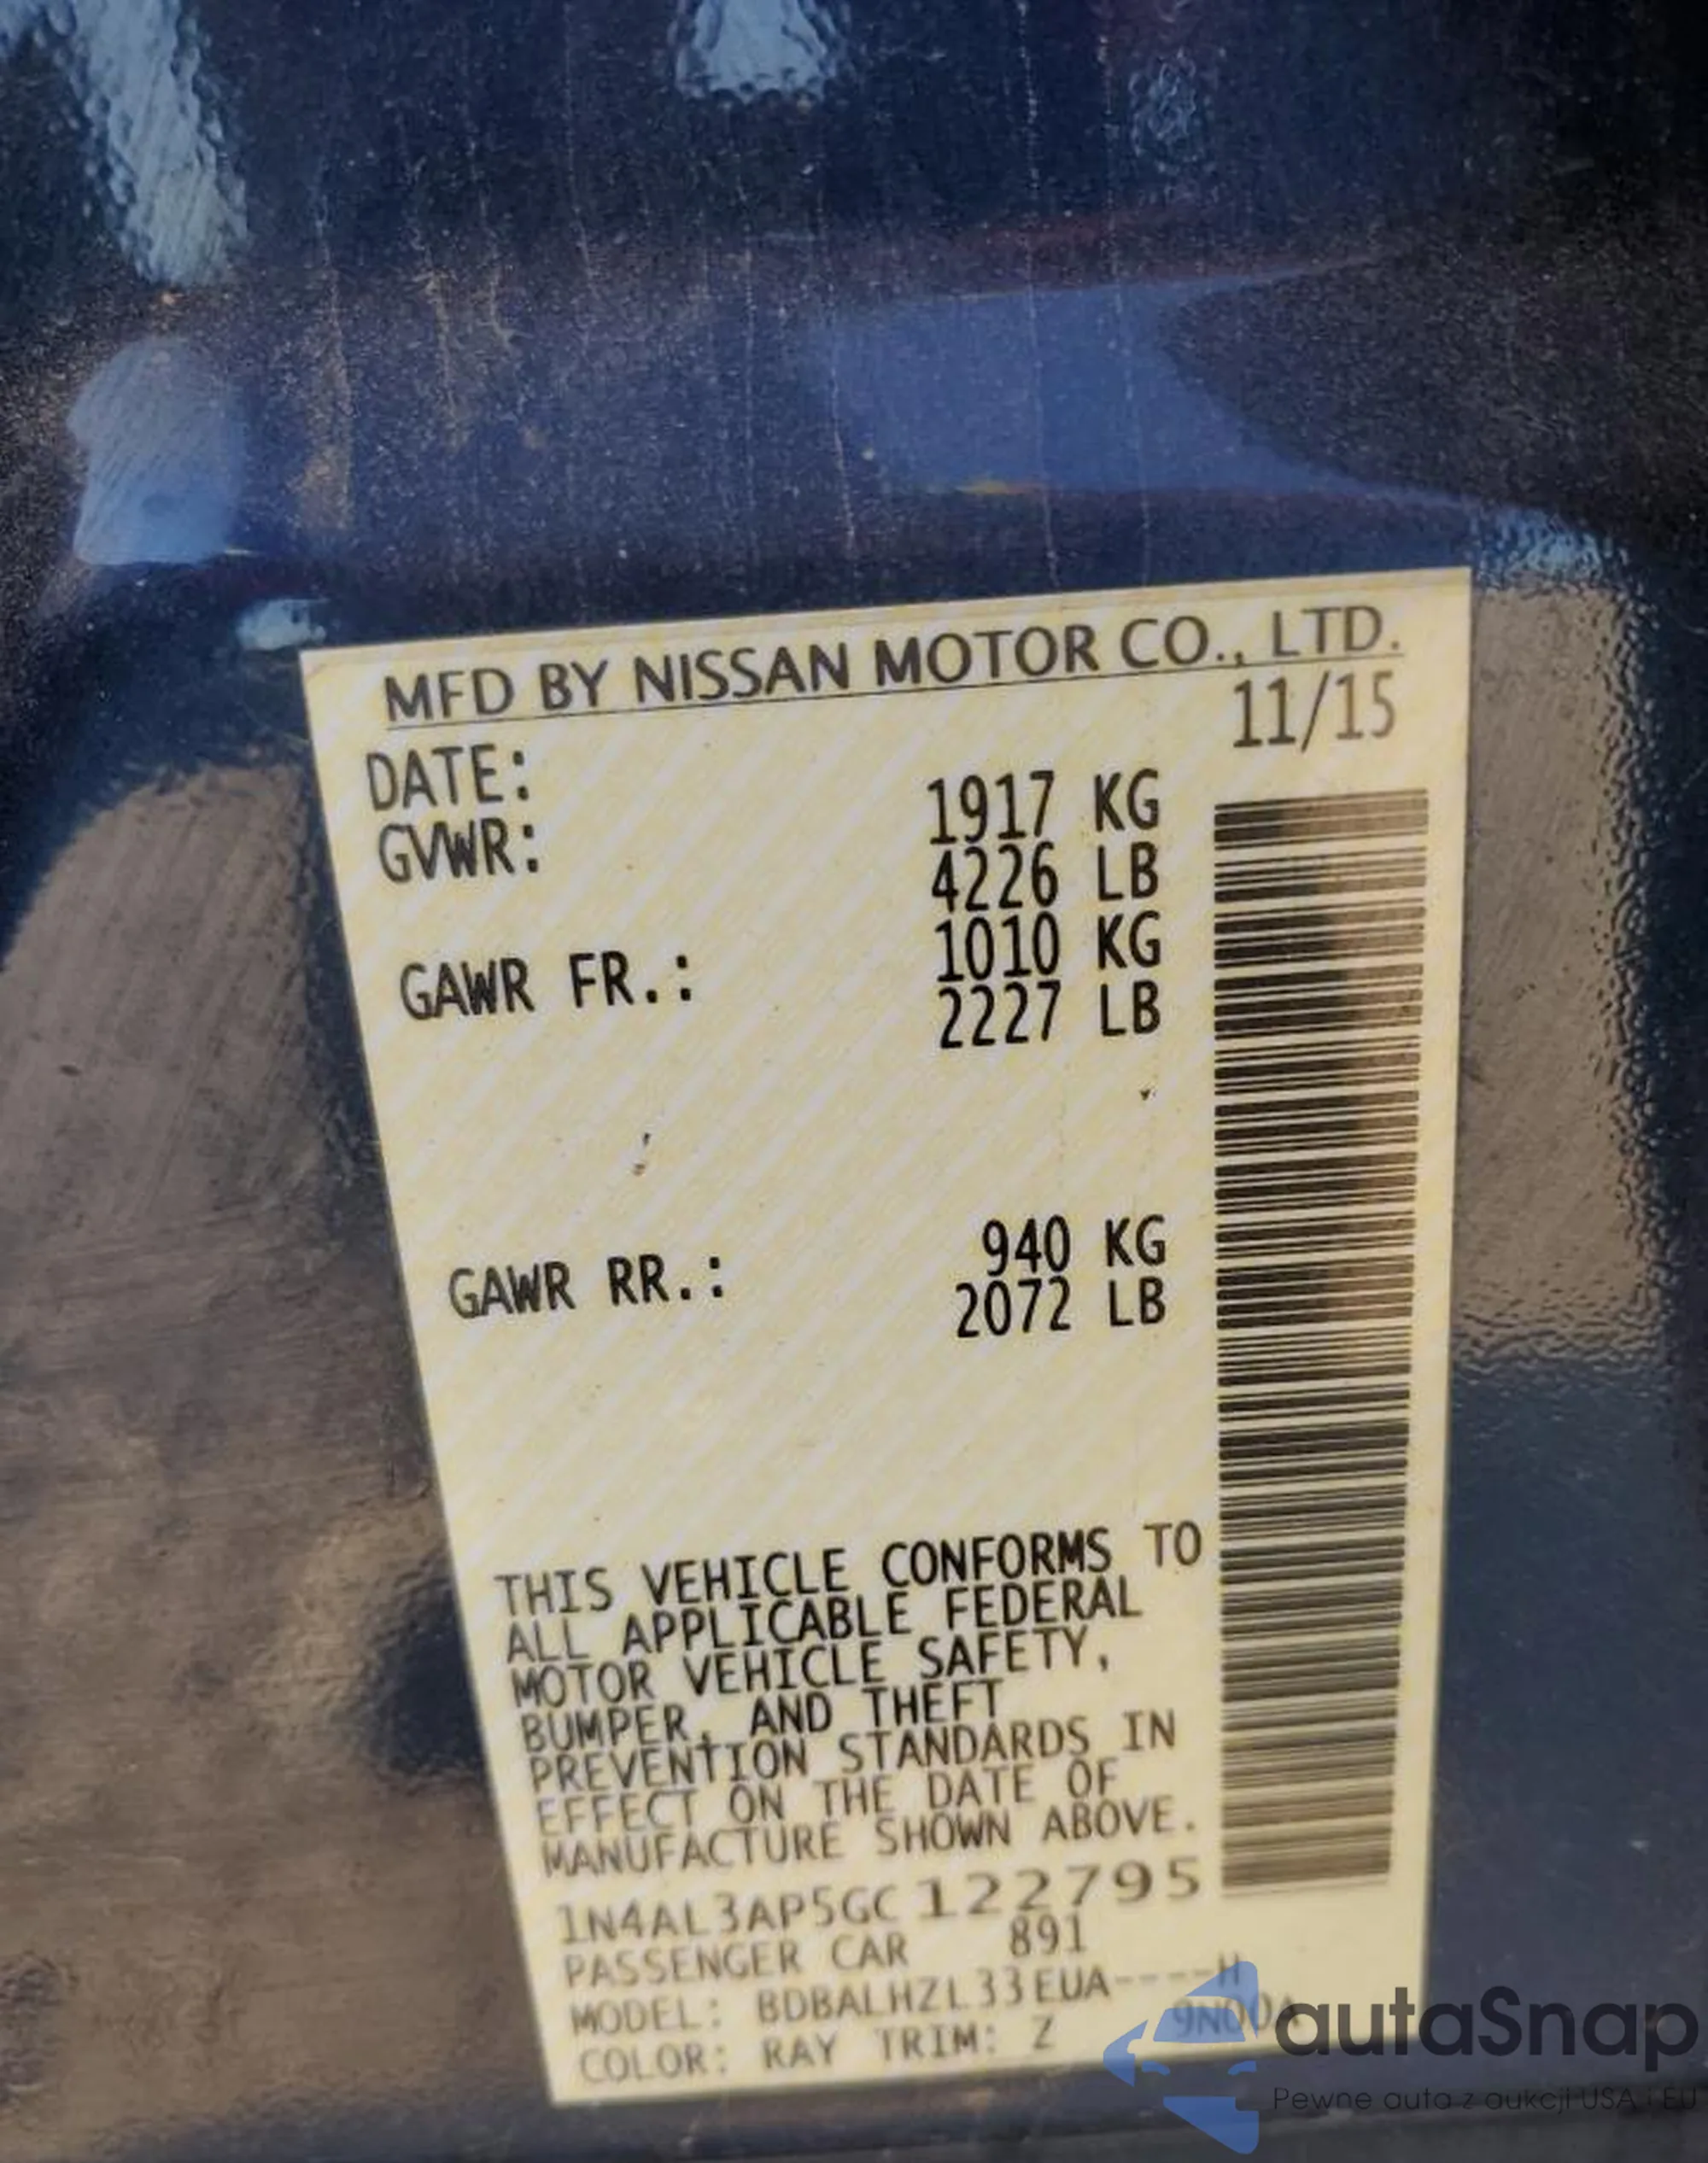 MFD BY NISSAN MOTOR CO., LTD.
DATE: 11/15
GVWR: 1917 KG
4226 LB
GAWR FR.: 1010 KG
2227 LB
GAWR RR.: 940 KG
2072 LB
THIS VEHICLE CONFORMS TO
ALL APPLICABLE FEDERAL
MOTOR VEHICLE SAFETY,
BUMPER, AND THEFT
PREVENTION STANDARDS IN
EFFECT ON THE DATE OF
MANUFACTURE SHOWN ABOVE.
1N4AL3AP5GC122795
PASSENGER CAR 891
MODEL: BDBALHZL33EUA----H
COLOR: RAY TRIM: Z 9N00A
autaSnap
Pewne auta z aukcji USA i EU